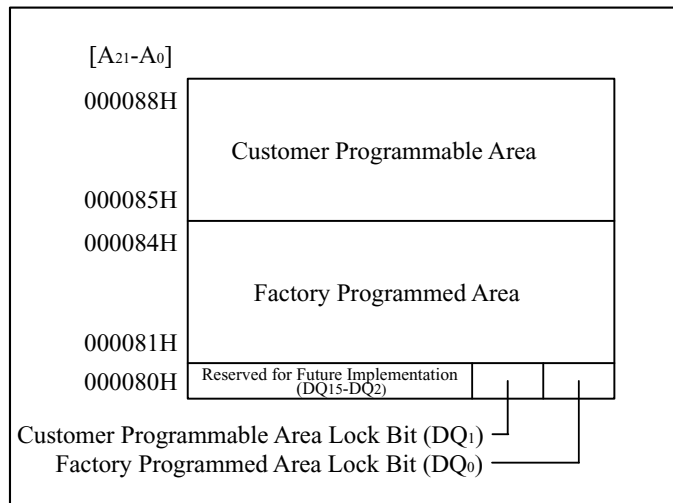 [A21-A0]
000088H
Customer Programmable Area
000085H
000084H
Factory Programmed Area
000081H
000080H
Reserved for Future Implementation
(DQ15-DQ2)
Customer Programmable Area Lock Bit (DQ1)
Factory Programmed Area Lock Bit (DQ0)